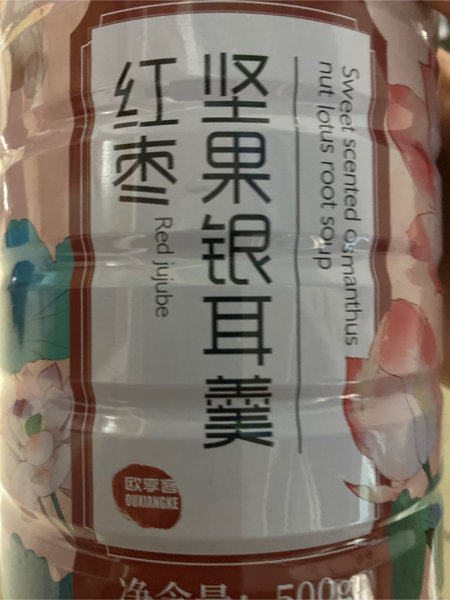 Sweet scented osmanthus
nut lotus root soup
坚果银耳羹
红枣
Red jujube
欧享客
OUXIANGKE
净含量：500g